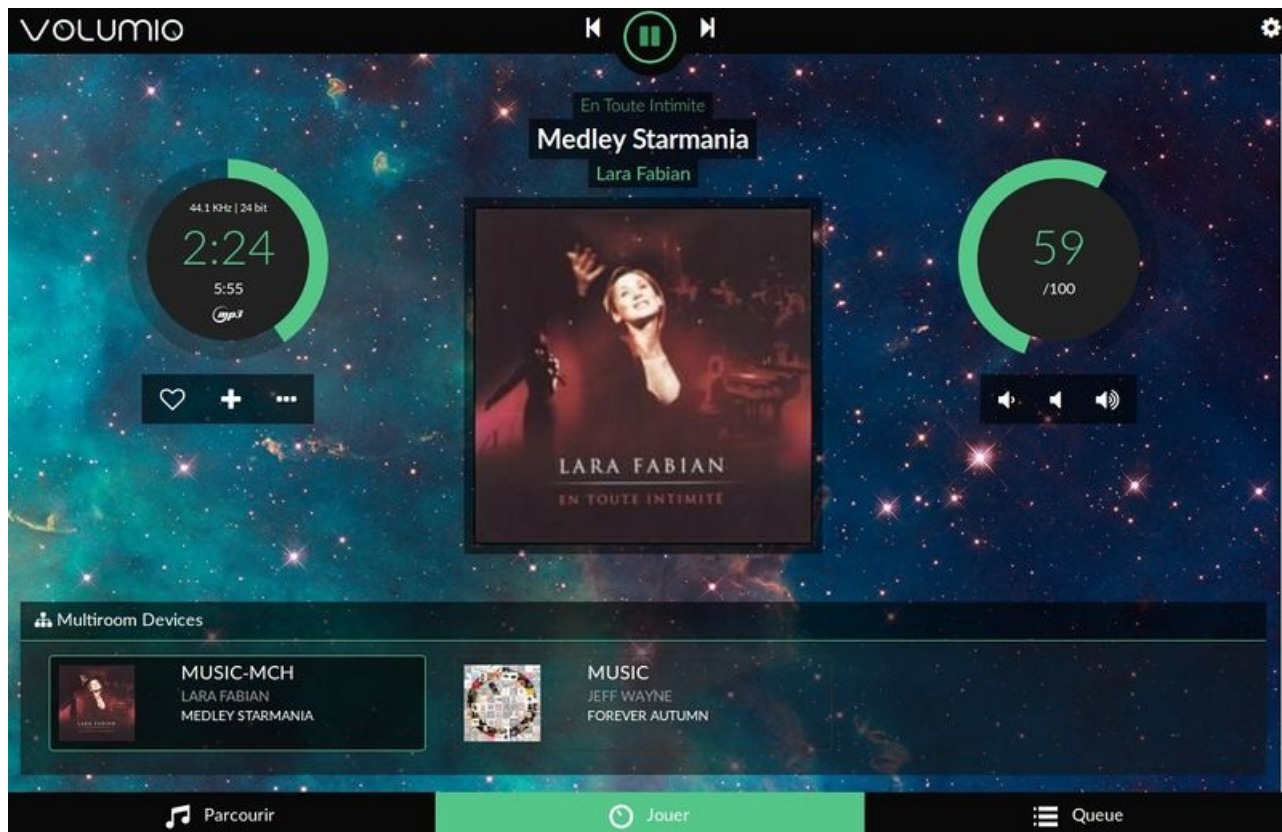 VOLUMIO
En Toute Intimite
Medley Starmania
Lara Fabian
44.1 KHz | 24 bit
2:24
5:55
mp3
59
/100
LARA FABIAN
EN TOUTE INTIMITÉ
Multiroom Devices
MUSIC-MCH
LARA FABIAN
MEDLEY STARMANIA
MUSIC
JEFF WAYNE
FOREVER AUTUMN
Parcourir
Jouer
Queue